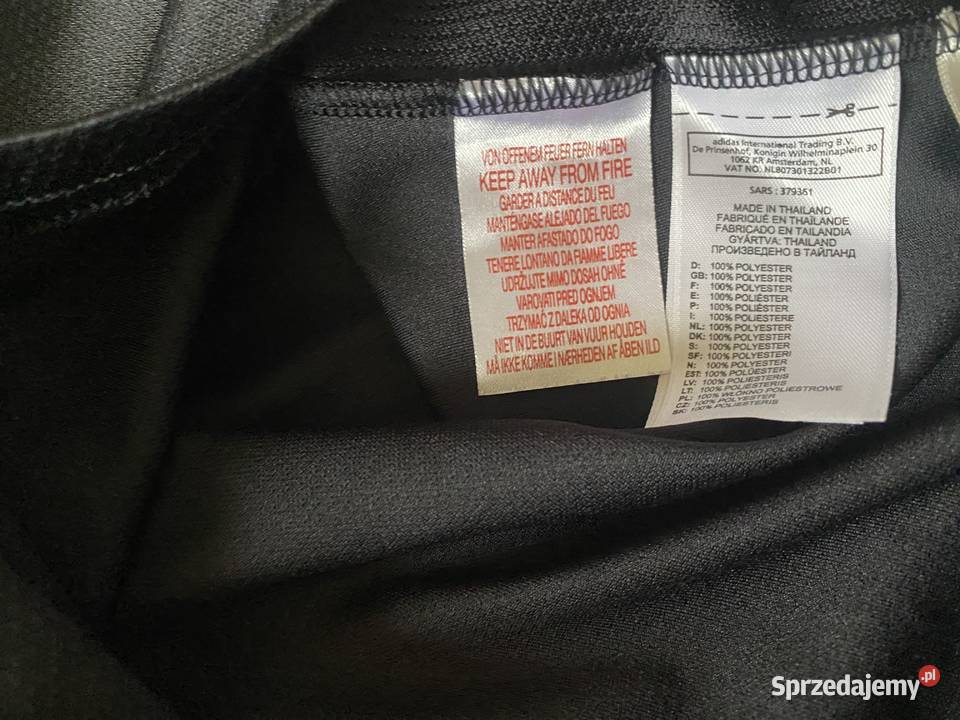 VON OFFENEM FEUER FERN HALTEN
KEEP AWAY FROM FIRE
GARDER A DISTANCE DU FEU
MANTÉNGASE ALEJADO DEL FUEGO
MANTER AFASTADO DO FOGO
TENERE LONTANO DA FIAMME LIBERE
UDRŽUJTE MIMO DOSAH OHNĚ
VAROVATI PRED OGNJEM
TRZYMAĆ Z DALEKA OD OGNIA
NIET IN DE BUURT VAN VUUR HOUDEN
MÅ IKKE KOMME I NÆRHEDEN AF ÅBEN ILD
adidas International Trading B.V.
De Prinsenhof, Konigin Wilhelminaplein 30
1062 KR Amsterdam, NL
VAT NO. NL807301322B01
SARS : 379361
MADE IN THAILAND
FABRIQUÉ EN THAÏLANDE
FABRICADO EN TAILANDIA
GYÁRTVA: THAILAND
ПРОИЗВЕДЕНО В ТАЙЛАНД
D: 100% POLYESTER
GB: 100% POLYESTER
F: 100% POLYESTER
E: 100% POLIÉSTER
P: 100% POLIÉSTER
I: 100% POLIESTERE
NL: 100% POLYESTER
DK: 100% POLYESTER
S: 100% POLYESTER
SF: 100% POLYESTERI
N: 100% POLYESTER
EST: 100% POLÜESTER
LV: 100% POLIESTERIS
LT: 100% POLIESTERIS
PL: 100% WŁÓKNO POLIESTROWE
CZ: 100% POLYESTER
SK: 100% POLIESTERIS
Sprzedajemy.pl